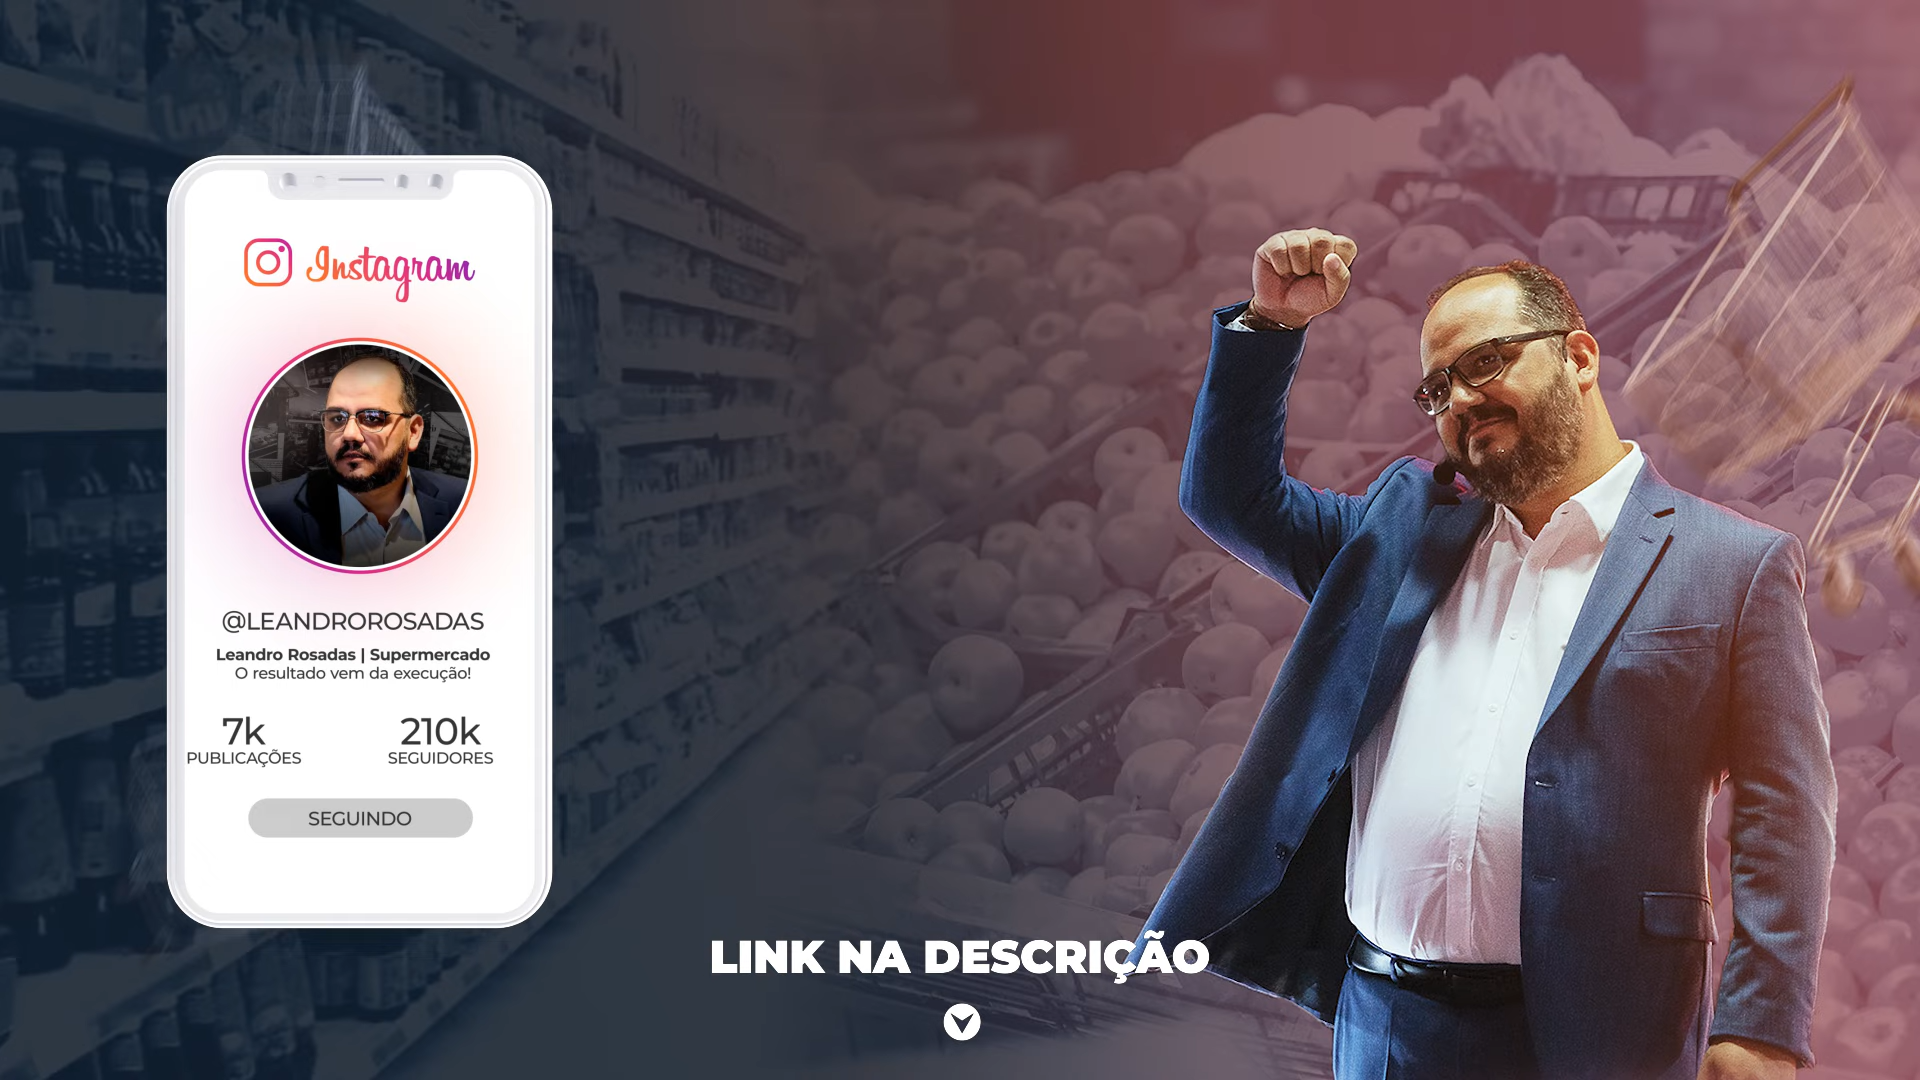 Instagram
@LEANDROROSADAS
Leandro Rosadas | Supermercado
O resultado vem da execução!
7k
PUBLICAÇÕES
210k
SEGUIDORES
SEGUINDO
LINK NA DESCRIÇÃO